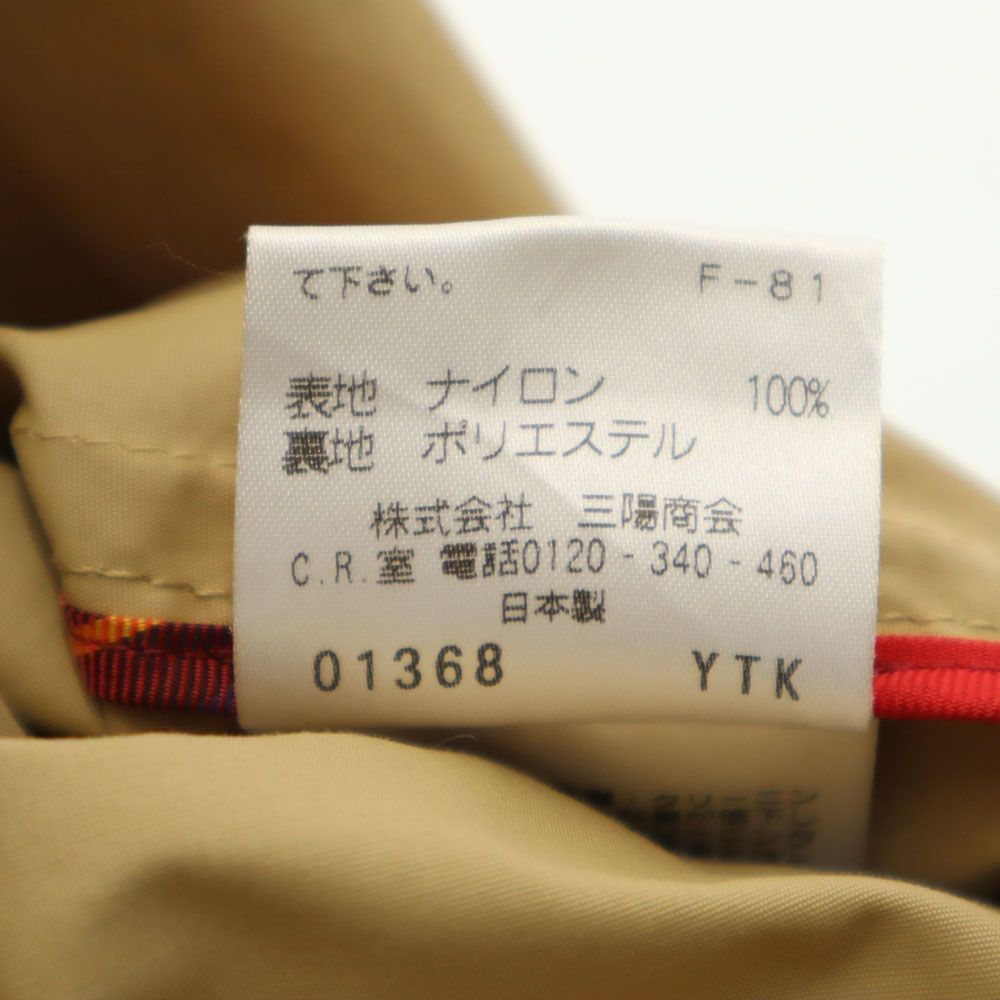 て下さい。 F-81
表地 ナイロン 100%
裏地 ポリエステル
株式会社 三陽商会
C.R.室 電話0120-340-460
日本製
01368 YTK